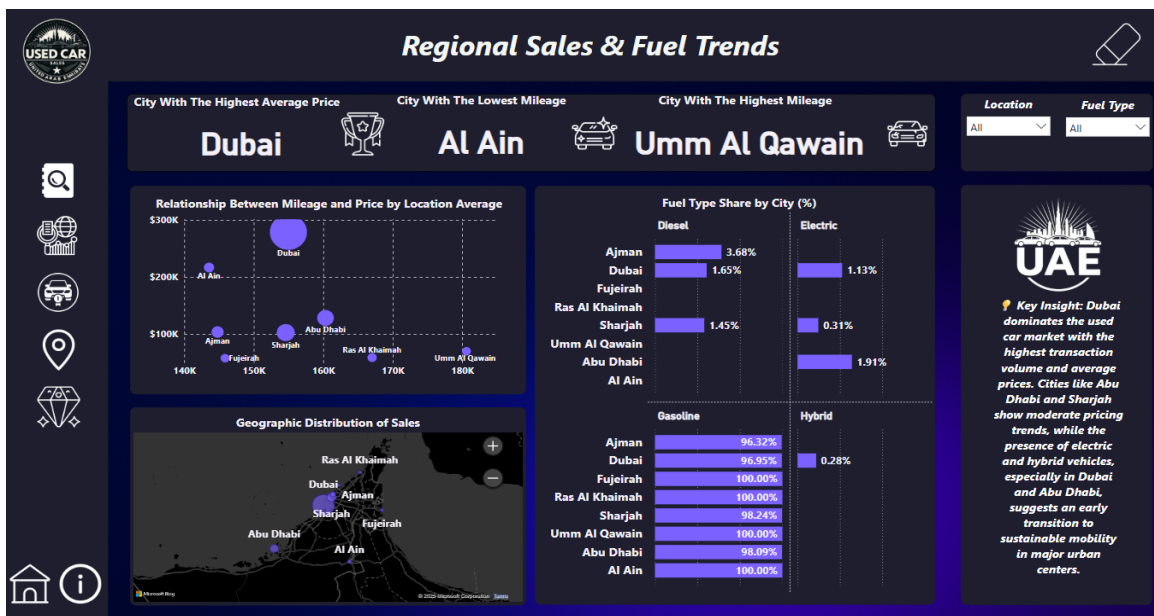 USED CAR
SALES
UNITED ARAB EMIRATES
Regional Sales & Fuel Trends
City With The Highest Average Price
Dubai
City With The Lowest Mileage
Al Ain
City With The Highest Mileage
Umm Al Qawain
Location
All
Fuel Type
All
Relationship Between Mileage and Price by Location Average
$300K
$200K
$100K
Dubai
Al Ain
Abu Dhabi
Ajman
Sharjah
Fujeirah
Ras Al Khaimah
Umm Al Qawain
140K 150K 160K 170K 180K
Geographic Distribution of Sales
Ras Al Khaimah
Dubai
Ajman
Sharjah
Fujeirah
Abu Dhabi
Al Ain
Microsoft Bing
© 2025 Microsoft Corporation Terms
Fuel Type Share by City (%)
Diesel Electric
Ajman 3.68%
Dubai 1.65% 1.13%
Fujeirah
Ras Al Khaimah
Sharjah 1.45% 0.31%
Umm Al Qawain
Abu Dhabi 1.91%
Al Ain
Gasoline Hybrid
Ajman 96.32%
Dubai 96.95% 0.28%
Fujeirah 100.00%
Ras Al Khaimah 100.00%
Sharjah 98.24%
Umm Al Qawain 100.00%
Abu Dhabi 98.09%
Al Ain 100.00%
UAE
💡 Key Insight: Dubai
dominates the used
car market with the
highest transaction
volume and average
prices. Cities like Abu
Dhabi and Sharjah
show moderate pricing
trends, while the
presence of electric
and hybrid vehicles,
especially in Dubai
and Abu Dhabi,
suggests an early
transition to
sustainable mobility
in major urban
centers.